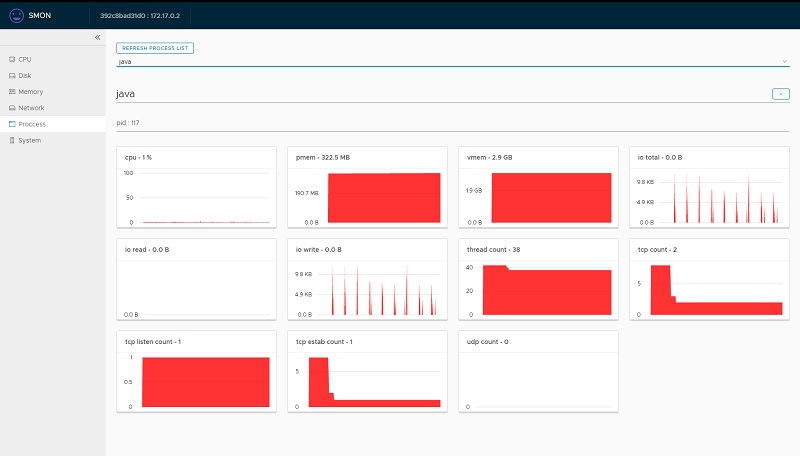 SMON
392c8bad31d0 : 172.17.0.2
CPU
Disk
Memory
Network
Proccess
System
REFRESH PROCESS LIST
java
java
pid : 117
cpu - 1 %
100
50
0
pmem - 322.5 MB
190.7 MB
0.0 B
vmem - 2.9 GB
1.9 GB
0.0 B
io total - 0.0 B
9.8 KB
4.9 KB
0.0 B
io read - 0.0 B
0.0 B
io write - 0.0 B
9.8 KB
4.9 KB
0.0 B
thread count - 38
40
20
0
tcp count - 2
5
0
tcp listen count - 1
1
0.5
0
tcp estab count - 1
5
0
udp count - 0
0